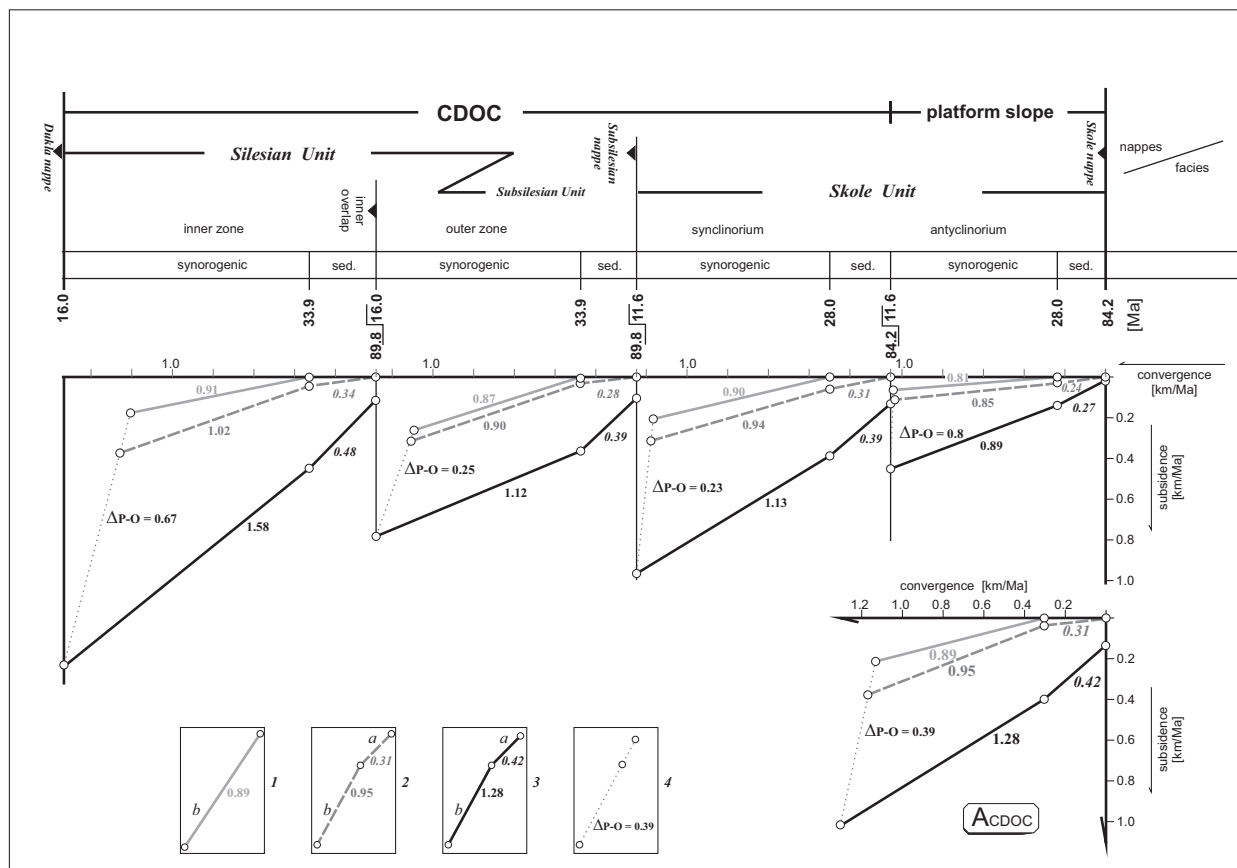 CDOC
platform slope
Dukla nappe
Silesian Unit
Subsilesian nappe
Skole nappe
nappes
facies
Subsilesian Unit
Skole Unit
inner overlap
inner zone
outer zone
synclinorium
antyclinorium
synorogenic sed. synorogenic sed. synorogenic sed. synorogenic sed.
16.0 33.9 89.8 16.0 33.9 89.8 11.6 28.0 84.2 11.6 28.0 84.2 [Ma]
1.0 1.0 1.0 1.0
convergence
[km/Ma]
0.91 0.34 0.87 0.28 0.90 0.31 0.81 0.24
1.02 0.48 0.90 0.39 0.94 0.39 0.85 0.27
ΔP-O = 0.67 1.58
ΔP-O = 0.25 1.12
ΔP-O = 0.23 1.13
ΔP-O = 0.8 0.89
0.2
0.4
0.6
0.8
1.0
subsidence
[km/Ma]
convergence [km/Ma]
1.2 1.0 0.8 0.6 0.4 0.2
0.89 0.31
0.95 0.42
ΔP-O = 0.39 1.28
0.2
0.4
0.6
0.8
1.0
subsidence
[km/Ma]
ACDOC
b 0.89 1
a 0.31 b 0.95 2
a 0.42 b 1.28 3
ΔP-O = 0.39 4